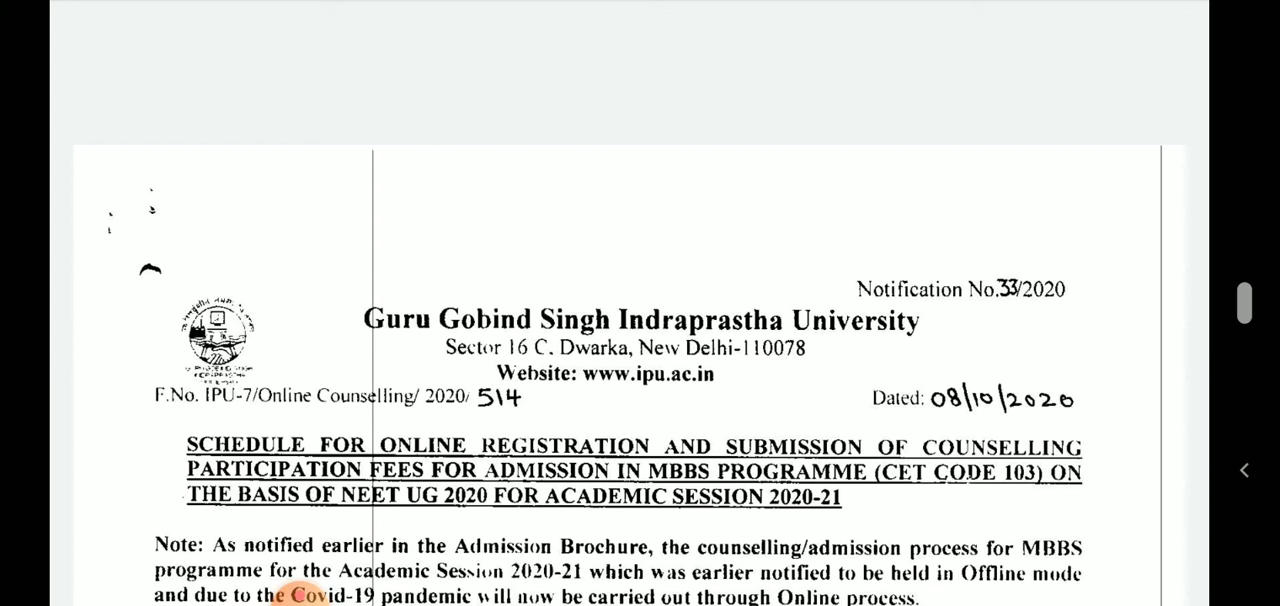 Notification No.33/2020
Guru Gobind Singh Indraprastha University
Sector 16 C. Dwarka, New Delhi-110078
Website: www.ipu.ac.in
F.No. IPU-7/Online Counselling/ 2020/ 514
Dated: 08/10/2020
SCHEDULE FOR ONLINE REGISTRATION AND SUBMISSION OF COUNSELLING
PARTICIPATION FEES FOR ADMISSION IN MBBS PROGRAMME (CET CODE 103) ON
THE BASIS OF NEET UG 2020 FOR ACADEMIC SESSION 2020-21
Note: As notified earlier in the Admission Brochure, the counselling/admission process for MBBS
programme for the Academic Session 2020-21 which was earlier notified to be held in Offline mode
and due to the Covid-19 pandemic will now be carried out through Online process.